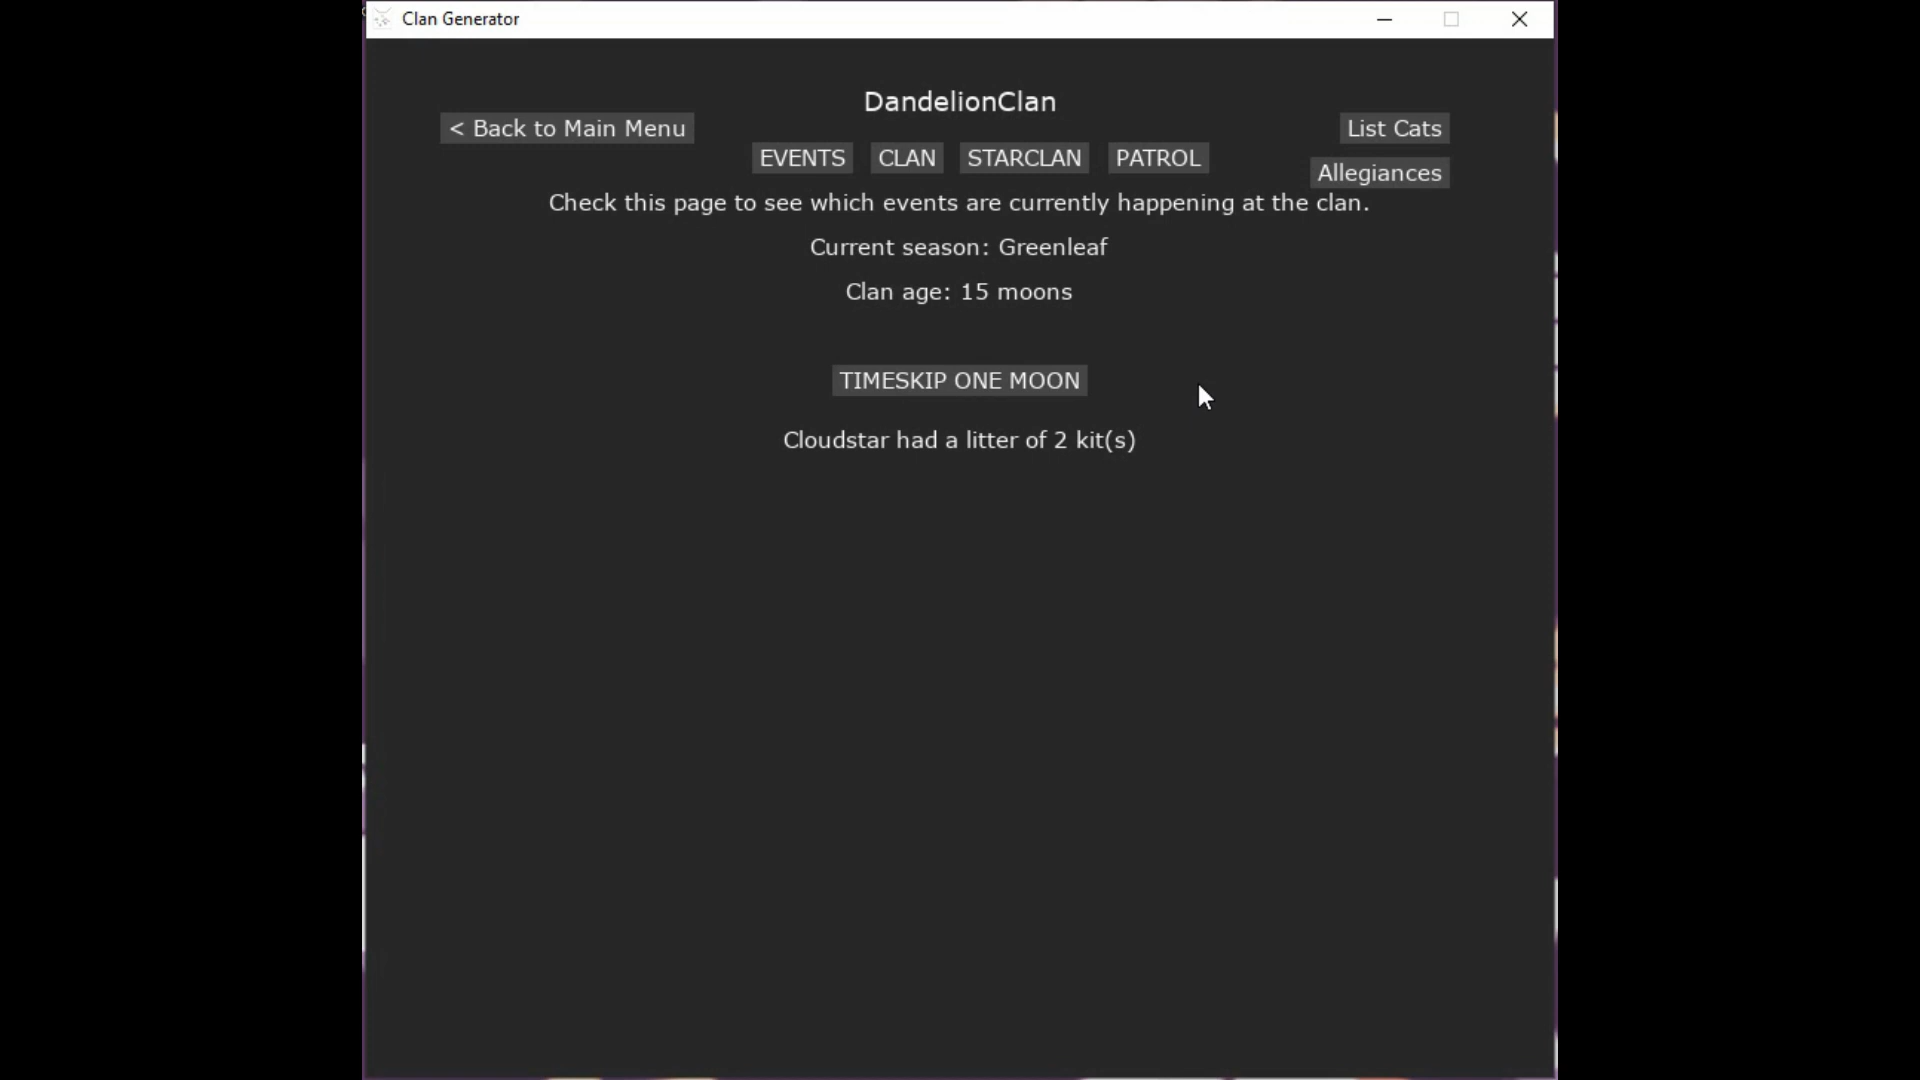 Clan Generator
DandelionClan
< Back to Main Menu
List Cats
EVENTS CLAN STARCLAN PATROL
Allegiances
Check this page to see which events are currently happening at the clan.
Current season: Greenleaf
Clan age: 15 moons
TIMESKIP ONE MOON
Cloudstar had a litter of 2 kit(s)